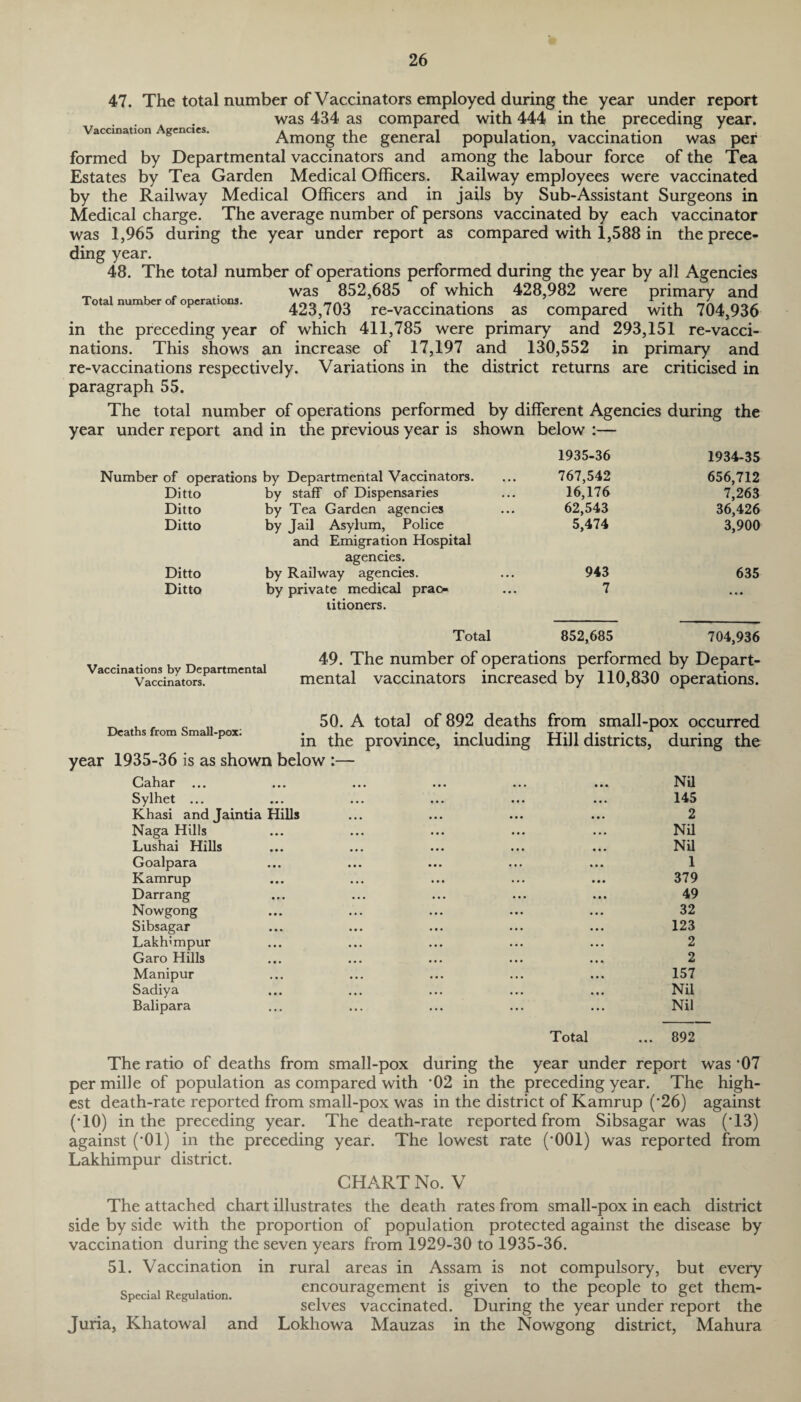 26
47. The total number of Vaccinators employed during the year under report
Vaccination Agencies. was 434 as compared with 444 in the preceding year.
Among the general population, vaccination was per
formed by Departmental vaccinators and among the labour force of the Tea
Estates by Tea Garden Medical Officers. Railway employees were vaccinated
by the Railway Medical Officers and in jails by Sub-Assistant Surgeons in
Medical charge. The average number of persons vaccinated by each vaccinator
was 1,965 during the year under report as compared with 1,588 in the prece-
ding year.
48. The total number of operations performed during the year by all Agencies
Total number of operations. was 852,685 of which 428,982 were primary and
423,703 re-vaccinations as compared with 704,936
in the preceding year of which 411,785 were primary and 293,151 re-vacci-
nations. This shows an increase of 17,197 and 130,552 in primary and
re-vaccinations respectively. Variations in the district returns are criticised in
paragraph 55.
The total number of operations performed by different Agencies during the
year under report and in the previous year is shown below :—
1935-36 1934-35
Number of operations by Departmental Vaccinators. ... 767,542 656,712
Ditto by staff of Dispensaries ... 16,176 7,263
Ditto by Tea Garden agencies ... 62,543 36,426
Ditto by Jail Asylum, Police 5,474 3,900
and Emigration Hospital
agencies.
Ditto by Railway agencies. ... 943 635
Ditto by private medical prac- ... 7 ...
titioners.
Total 852,685 704,936
Vaccinations by Departmental Vaccinators. 49. The number of operations performed by Depart-
mental vaccinators increased by 110,830 operations.
Deaths from Small-pox. 50. A total of 892 deaths from small-pox occurred
in the province, including Hill districts, during the
year 1935-36 is as shown below :—
Cahar ... ... ... ... ... ... Nil
Sylhet ... ... ... ... ... ... 145
Khasi and Jaintia Hills ... ... ... ... 2
Naga Hills ... ... ... ... ... Nil
Lushai Hills ... ... ... ... ... Nil
Goalpara ... ... ... ... ... 1
Kamrup ... ... ... ... ... 379
Darrang ... ... ... ... ... 49
Nowgong ... ... ... ... ... 32
Sibsagar ... ... ... ... ... 123
Lakhimpur ... ... ... ... ... 2
Garo Hills ... ... ... ... ... 2
Manipur ... ... ... ... ... 157
Sadiya ... ... ... ... ... Nil
Balipara ... ... ... ... ... Nil
Total ... 892
The ratio of deaths from small-pox during the year under report was ·07
per mille of population as compared with ·02 in the preceding year. The high-
est death-rate reported from small-pox was in the district of Kamrup (·26) against
(·10) in the preceding year. The death-rate reported from Sibsagar was (·13)
against (·01) in the preceding year. The lowest rate (·001) was reported from
Lakhimpur district.
CHART No. V
The attached chart illustrates the death rates from small-pox in each district
side by side with the proportion of population protected against the disease by
vaccination during the seven years from 1929-30 to 1935-36.
51. Vaccination in rural areas in Assam is not compulsory, but every
Special Regulation. encouragement is given to the people to get them-
selves vaccinated. During the year under report the
Juria, Khatowal and Lokhowa Mauzas in the Nowgong district, Mahura